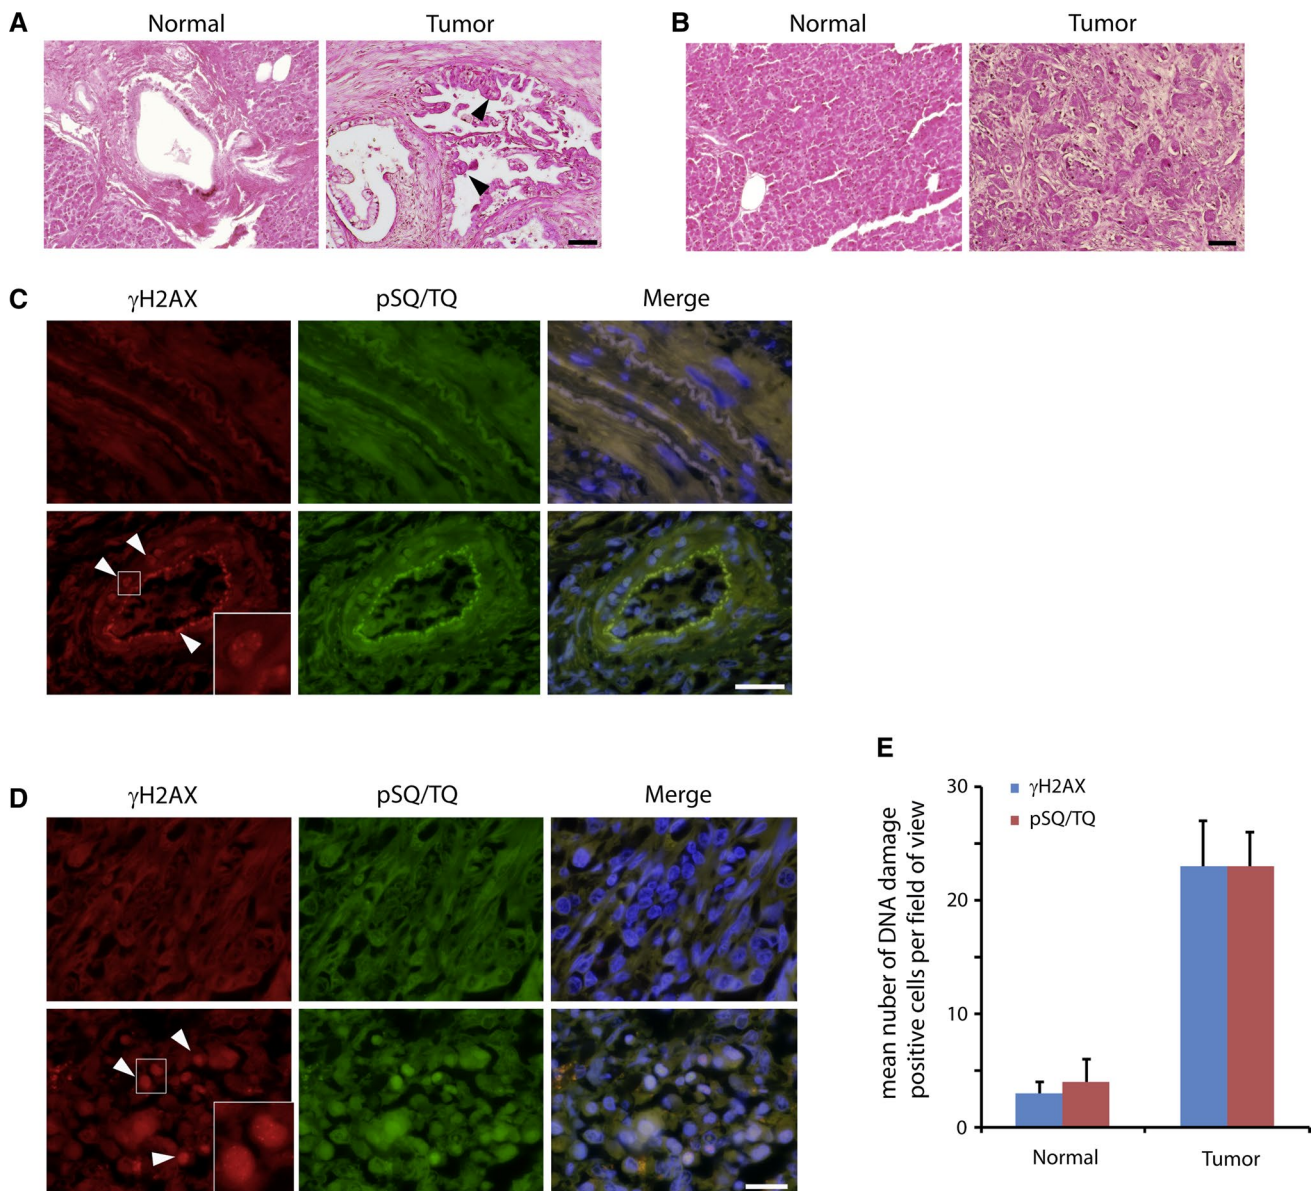 A
Normal
Tumor
B
Normal
Tumor
C
γH2AX
pSQ/TQ
Merge
D
γH2AX
pSQ/TQ
Merge
E
mean nuber of DNA damage
positive cells per field of view
30
20
10
0
γH2AX
pSQ/TQ
Normal
Tumor